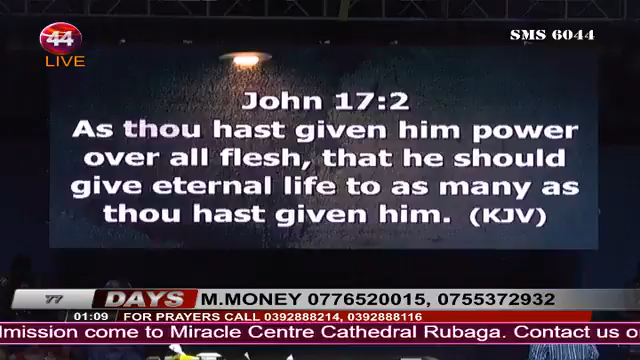 44
LIVE
SMS 6044
John 17:2
As thou hast given him power
over all flesh, that he should
give eternal life to as many as
thou hast given him. (KJV)
77 DAYS M.MONEY 0776520015, 0755372932
01:09 FOR PRAYERS CALL 0392888214, 0392888116
come to Miracle Centre Cathedral Rubaga. Contact us